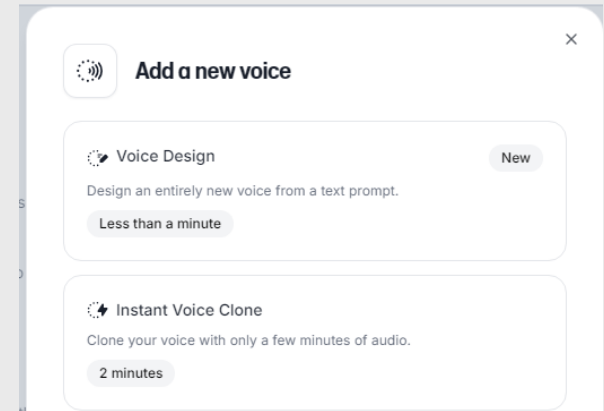 Add a new voice
Voice Design
New
Design an entirely new voice from a text prompt.
Less than a minute
Instant Voice Clone
Clone your voice with only a few minutes of audio.
2 minutes